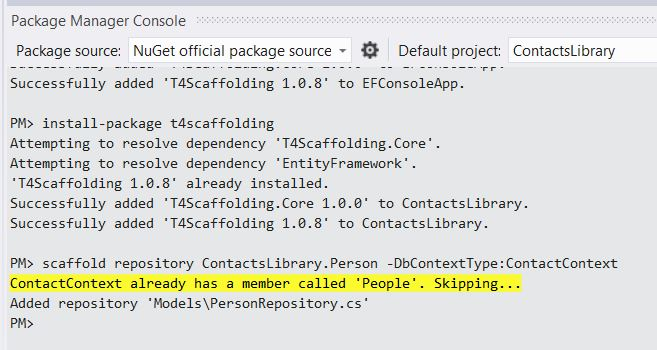 Package Manager Console
Package source: NuGet official package source Default project: ContactsLibrary
Successfully added 'T4Scaffolding 1.0.8' to EFConsoleApp.
PM> install-package t4scaffolding
Attempting to resolve dependency 'T4Scaffolding.Core'.
Attempting to resolve dependency 'EntityFramework'.
'T4Scaffolding 1.0.8' already installed.
Successfully added 'T4Scaffolding.Core 1.0.0' to ContactsLibrary.
Successfully added 'T4Scaffolding 1.0.8' to ContactsLibrary.
PM> scaffold repository ContactsLibrary.Person -DbContextType:ContactContext
ContactContext already has a member called 'People'. Skipping...
Added repository 'Models\PersonRepository.cs'
PM>